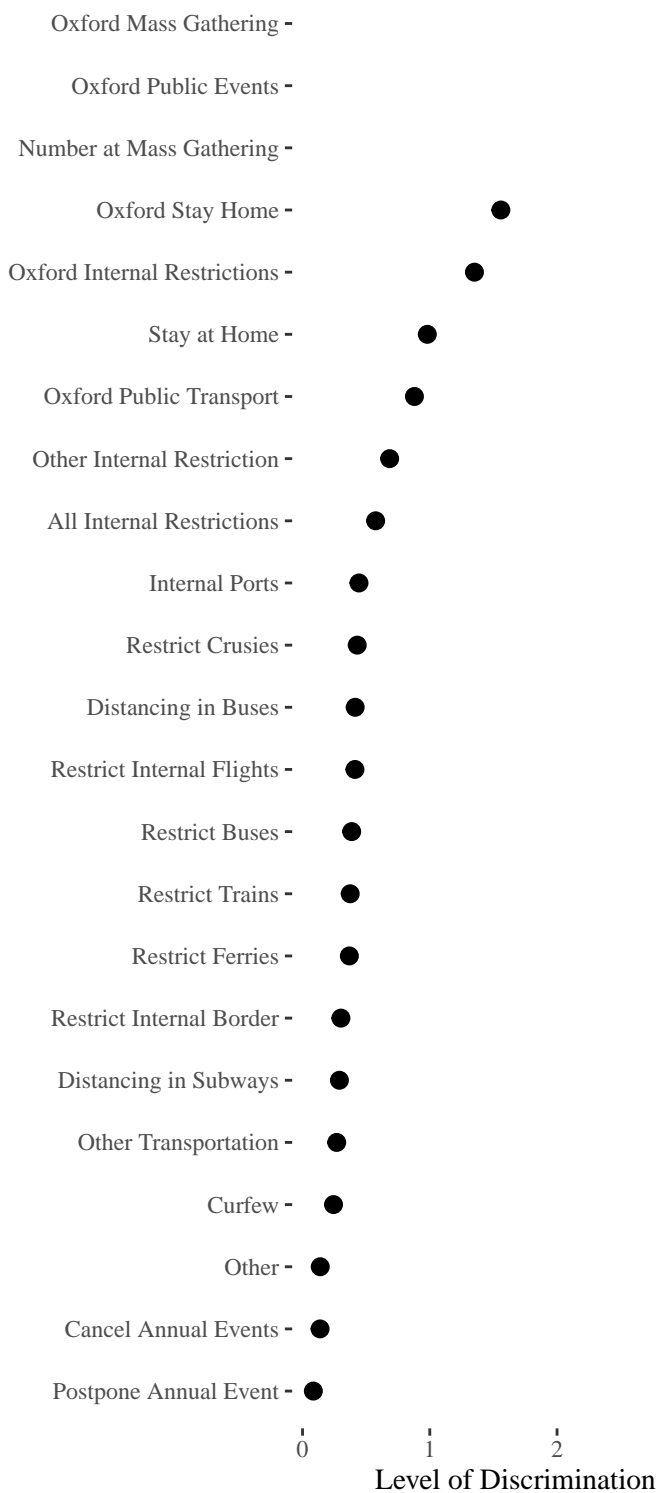 Oxford Mass Gathering
Oxford Public Events
Number at Mass Gathering
Oxford Stay Home
Oxford Internal Restrictions
Stay at Home
Oxford Public Transport
Other Internal Restriction
All Internal Restrictions
Internal Ports
Restrict Crusies
Distancing in Buses
Restrict Internal Flights
Restrict Buses
Restrict Trains
Restrict Ferries
Restrict Internal Border
Distancing in Subways
Other Transportation
Curfew
Other
Cancel Annual Events
Postpone Annual Event
0 1 2
Level of Discrimination